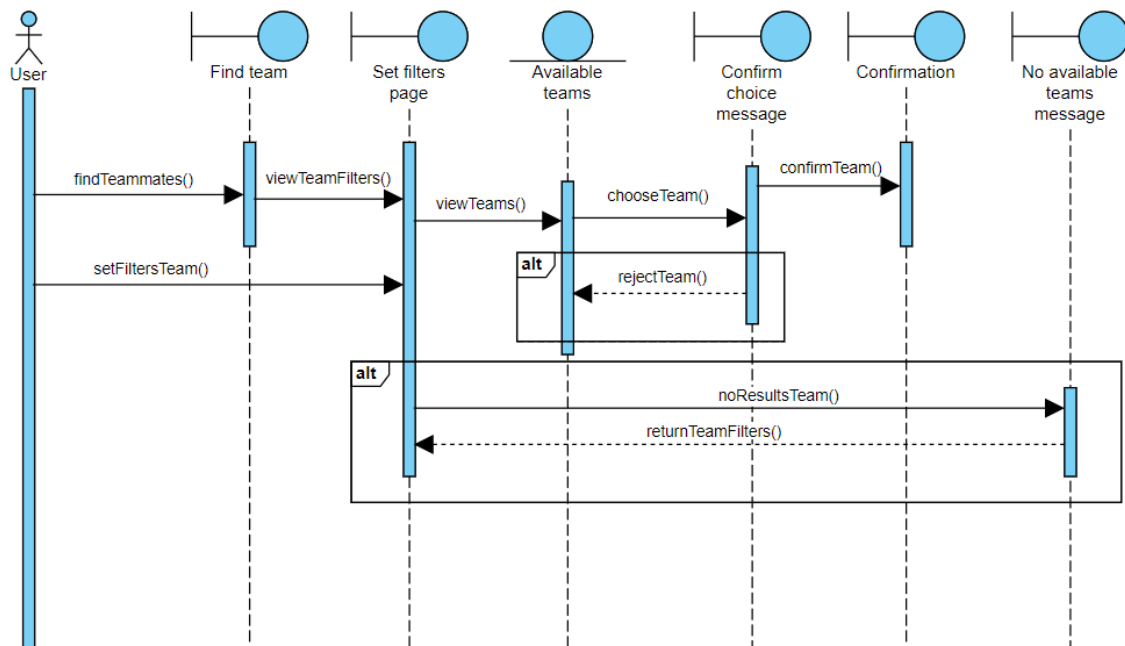 User
Find team
Set filters
page
Available
teams
Confirm
choice
message
Confirmation
No available
teams
message
confirmTeam()
findTeammates()
viewTeamFilters()
chooseTeam()
viewTeams()
setFiltersTeam()
alt
rejectTeam()
alt
noResultsTeam()
returnTeamFilters()